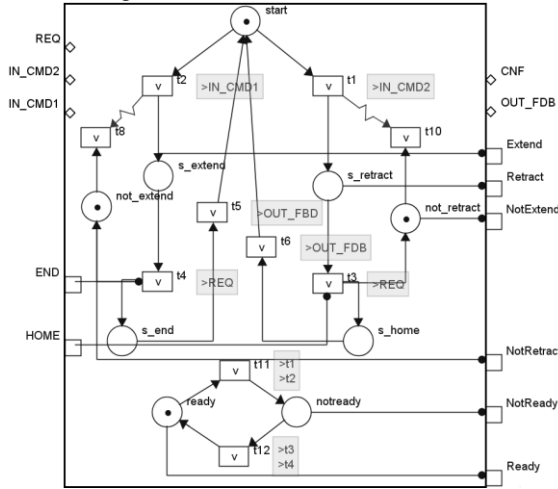 start
REQ
IN_CMD2
IN_CMD1
CNF
OUT_FDB
t2
v
>IN_CMD1
t1
v
>IN_CMD2
t8
v
t10
v
s_extend
Extend
s_retract
Retract
not_extend
t5
v
not_retract
NotExtend
>OUT_FBD
t6
v
>OUT_FDB
END
t4
v
>REQ
t3
v
>REQ
HOME
s_end
s_home
NotRetrac
t11
v
>t1
>t2
ready
notready
NotReady
t12
v
>t3
>t4
Ready